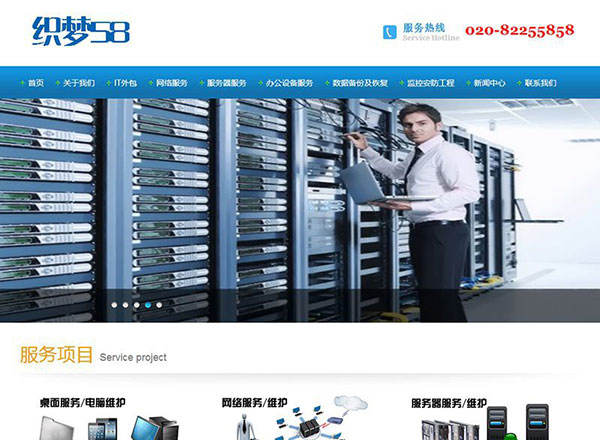 织梦58
服务热线
Service Hotline
020-82255858
首页 关于我们 IT外包 网络服务 服务器服务 办公设备服务 数据备份及恢复 监控安防工程 新闻中心 联系我们
服务项目 Service project
桌面服务/电脑维护 网络服务/维护 服务器服务/维护